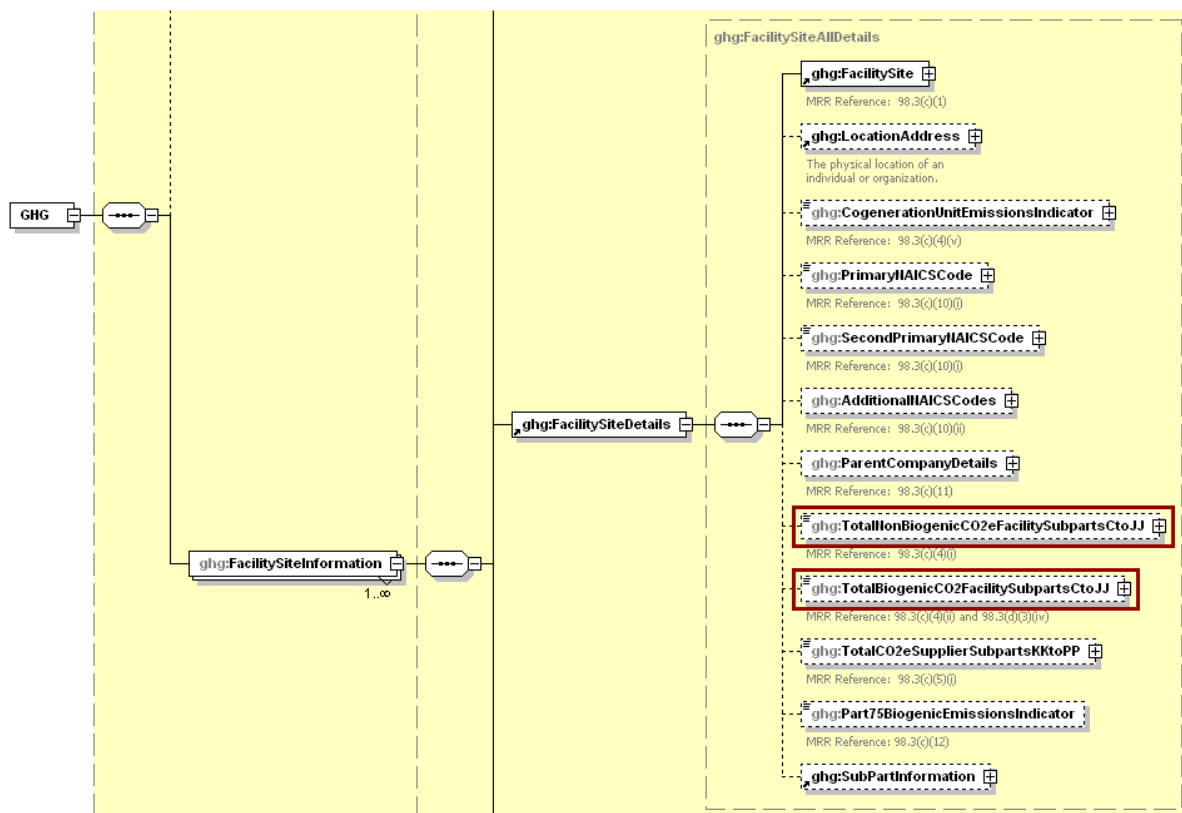 ghg:FacilitySiteAllDetails
ghg:FacilitySite
MRR Reference: 98.3(c)(1)
ghg:LocationAddress
The physical location of an
individual or organization.
GHG
ghg:CogenerationUnitEmissionsIndicator
MRR Reference: 98.3(c)(4)(v)
ghg:PrimaryNAICSCode
MRR Reference: 98.3(c)(10)(i)
ghg:SecondPrimaryNAICSCode
MRR Reference: 98.3(c)(10)(i)
ghg:AdditionalNAICSCodes
MRR Reference: 98.3(c)(10)(ii)
ghg:FacilitySiteDetails
ghg:ParentCompanyDetails
MRR Reference: 98.3(c)(11)
ghg:TotalNonBiogenicCO2eFacilitySubpartsCtoJJ
MRR Reference: 98.3(c)(4)(i)
ghg:FacilitySiteInformation
1..∞
ghg:TotalBiogenicCO2FacilitySubpartsCtoJJ
MRR Reference: 98.3(c)(4)(ii) and 98.3(d)(3)(iv)
ghg:TotalCO2eSupplierSubpartsKKtoPP
MRR Reference: 98.3(c)(5)(i)
ghg:Part75BiogenicEmissionsIndicator
MRR Reference: 98.3(c)(12)
ghg:SubPartInformation